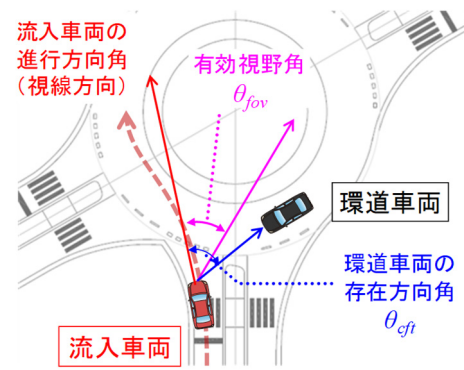 流入車両の
進行方向角
（視線方向）
有効視野角
θfov
環道車両
環道車両の
存在方向角
θcft
流入車両